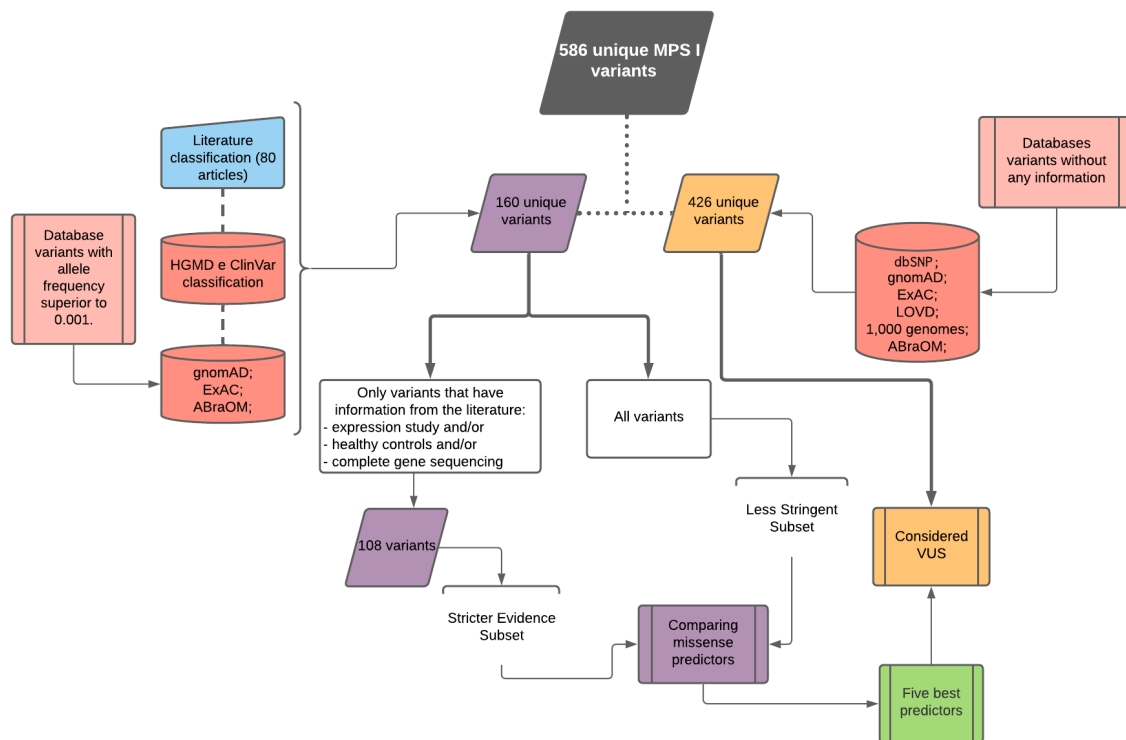 586 unique MPS I
variants
Literature
classification (80
articles)
Databases
variants without
any information
160 unique
variants
426 unique
variants
Database
variants with
allele
frequency
superior to
0.001.
HGMD e ClinVar
classification
dbSNP;
gnomAD;
ExAC;
LOVD;
1,000 genomes;
ABraOM;
gnomAD;
ExAC;
ABraOM;
Only variants that have
information from the literature:
- expression study and/or
- healthy controls and/or
- complete gene sequencing
All variants
Less Stringent
Subset
108 variants
Considered
VUS
Stricter Evidence
Subset
Comparing
missense
predictors
Five best
predictors